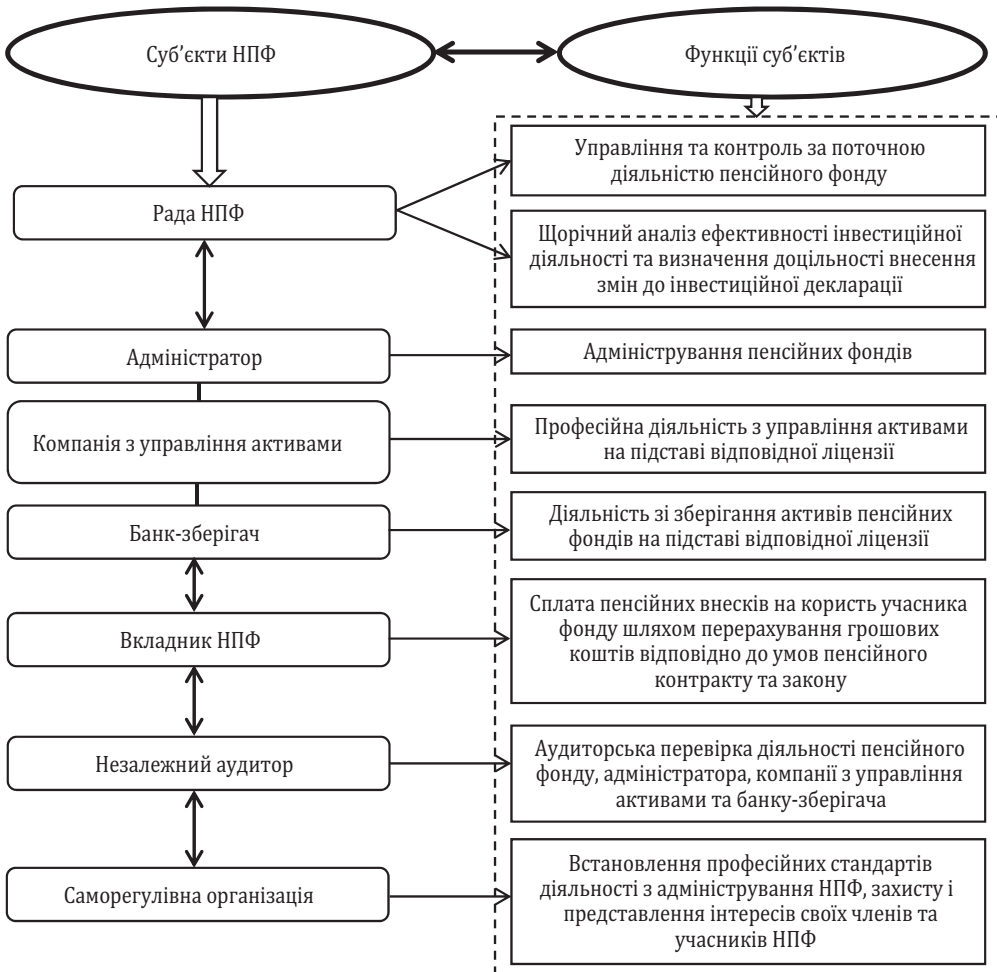 Суб’єкти НПФ
Функції суб’єктів
Рада НПФ
Управління та контроль за поточною
діяльністю пенсійного фонду
Щорічний аналіз ефективності інвестиційної
діяльності та визначення доцільності внесення
змін до інвестиційної декларації
Адміністратор
Адміністрування пенсійних фондів
Компанія з управління активами
Професійна діяльність з управління активами
на підставі відповідної ліцензії
Банк-зберігач
Діяльність зі зберігання активів пенсійних
фондів на підставі відповідної ліцензії
Вкладник НПФ
Сплата пенсійних внесків на користь учасника
фонду шляхом перерахування грошових
коштів відповідно до умов пенсійного
контракту та закону
Незалежний аудитор
Аудиторська перевірка діяльності пенсійного
фонду, адміністратора, компанії з управління
активами та банку-зберігача
Саморегулівна організація
Встановлення професійних стандартів
діяльності з адміністрування НПФ, захисту і
представлення інтересів своїх членів та
учасників НПФ